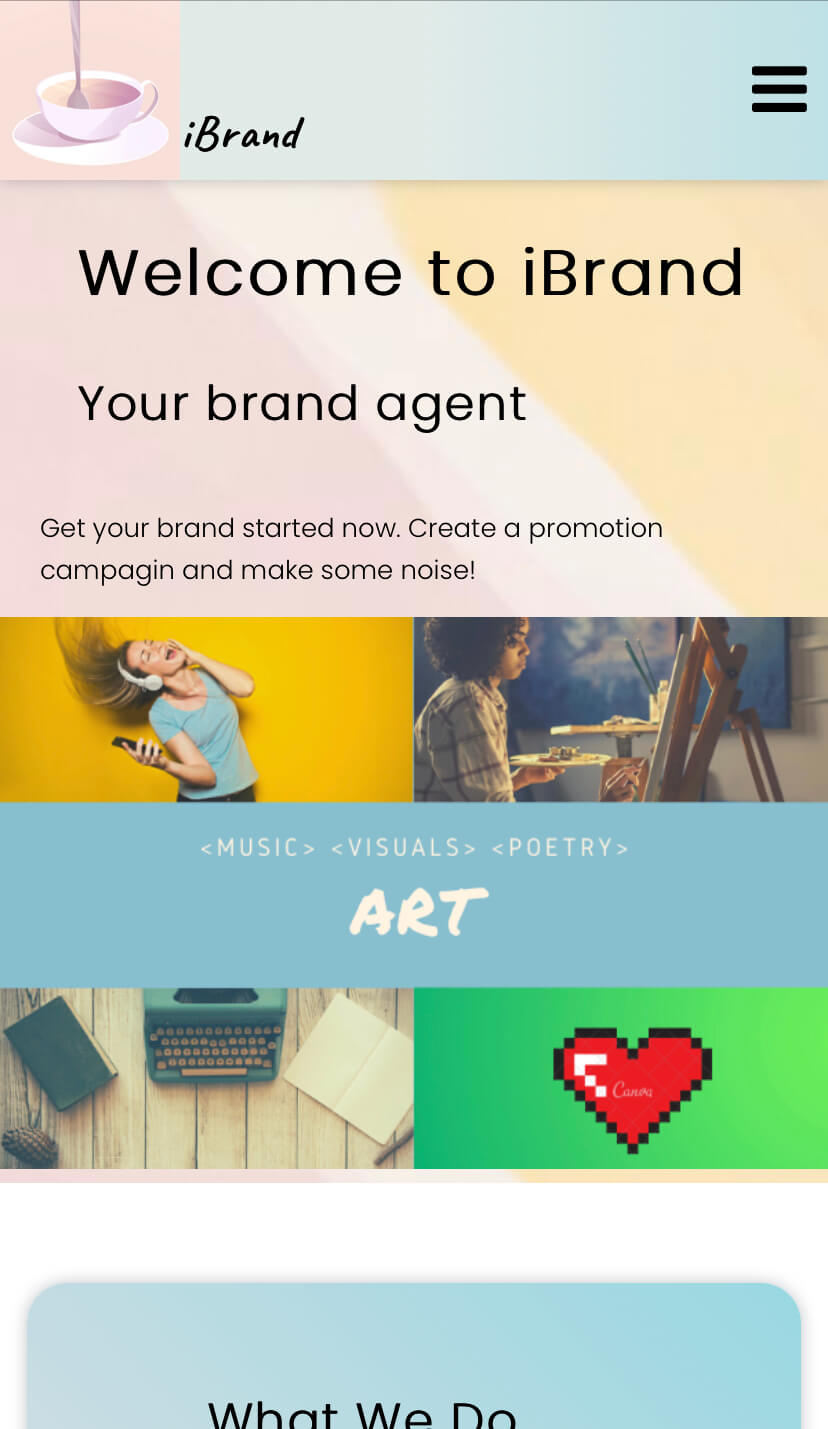 iBrand
Welcome to iBrand
Your brand agent
Get your brand started now. Create a promotion
campagin and make some noise!
<MUSIC> <VISUALS> <POETRY>
ART
Canva
What We Do